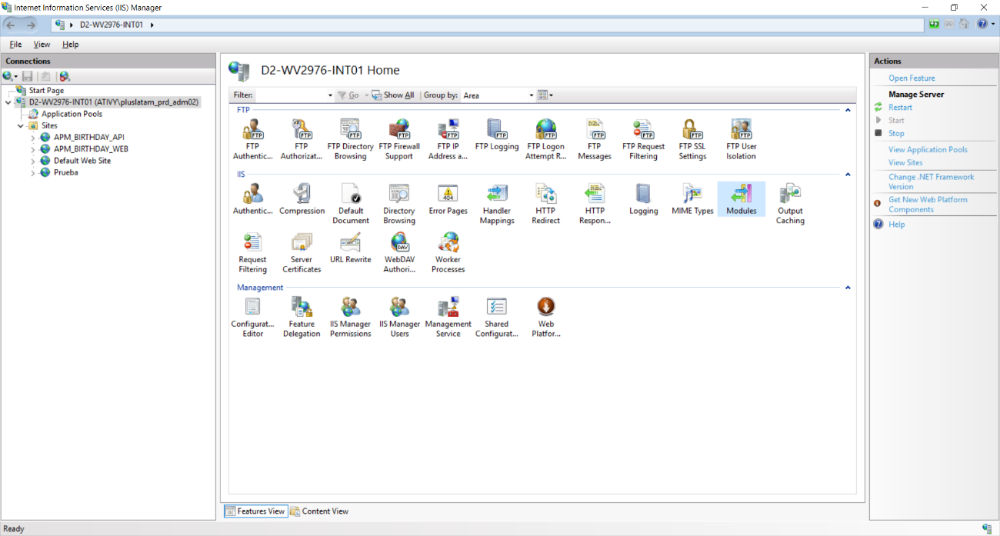 Internet Information Services (IIS) Manager
D2-WV2976-INT01
File View Help
Connections
Start Page
D2-WV2976-INT01 (ATIVY\pluslatam_prd_adm02)
Application Pools
Sites
APM_BIRTHDAY_API
APM_BIRTHDAY_WEB
Default Web Site
Prueba
D2-WV2976-INT01 Home
Filter: Go Show All Group by: Area
FTP
FTP Authentic...
FTP Authorizat...
FTP Directory Browsing
FTP Firewall Support
FTP IP Address a...
FTP Logging
FTP Logon Attempt R...
FTP Messages
FTP Request Filtering
FTP SSL Settings
FTP User Isolation
IIS
Authentic...
Compression
Default Document
Directory Browsing
Error Pages
Handler Mappings
HTTP Redirect
HTTP Respon...
Logging
MIME Types
Modules
Output Caching
Request Filtering
Server Certificates
URL Rewrite
WebDAV Authori...
Worker Processes
Management
Configurat... Editor
Feature Delegation
IIS Manager Permissions
IIS Manager Users
Management Service
Shared Configurat...
Web Platfor...
Features View Content View
Actions
Open Feature
Manage Server
Restart
Start
Stop
View Application Pools
View Sites
Change .NET Framework
Version
Get New Web Platform
Components
Help
Ready